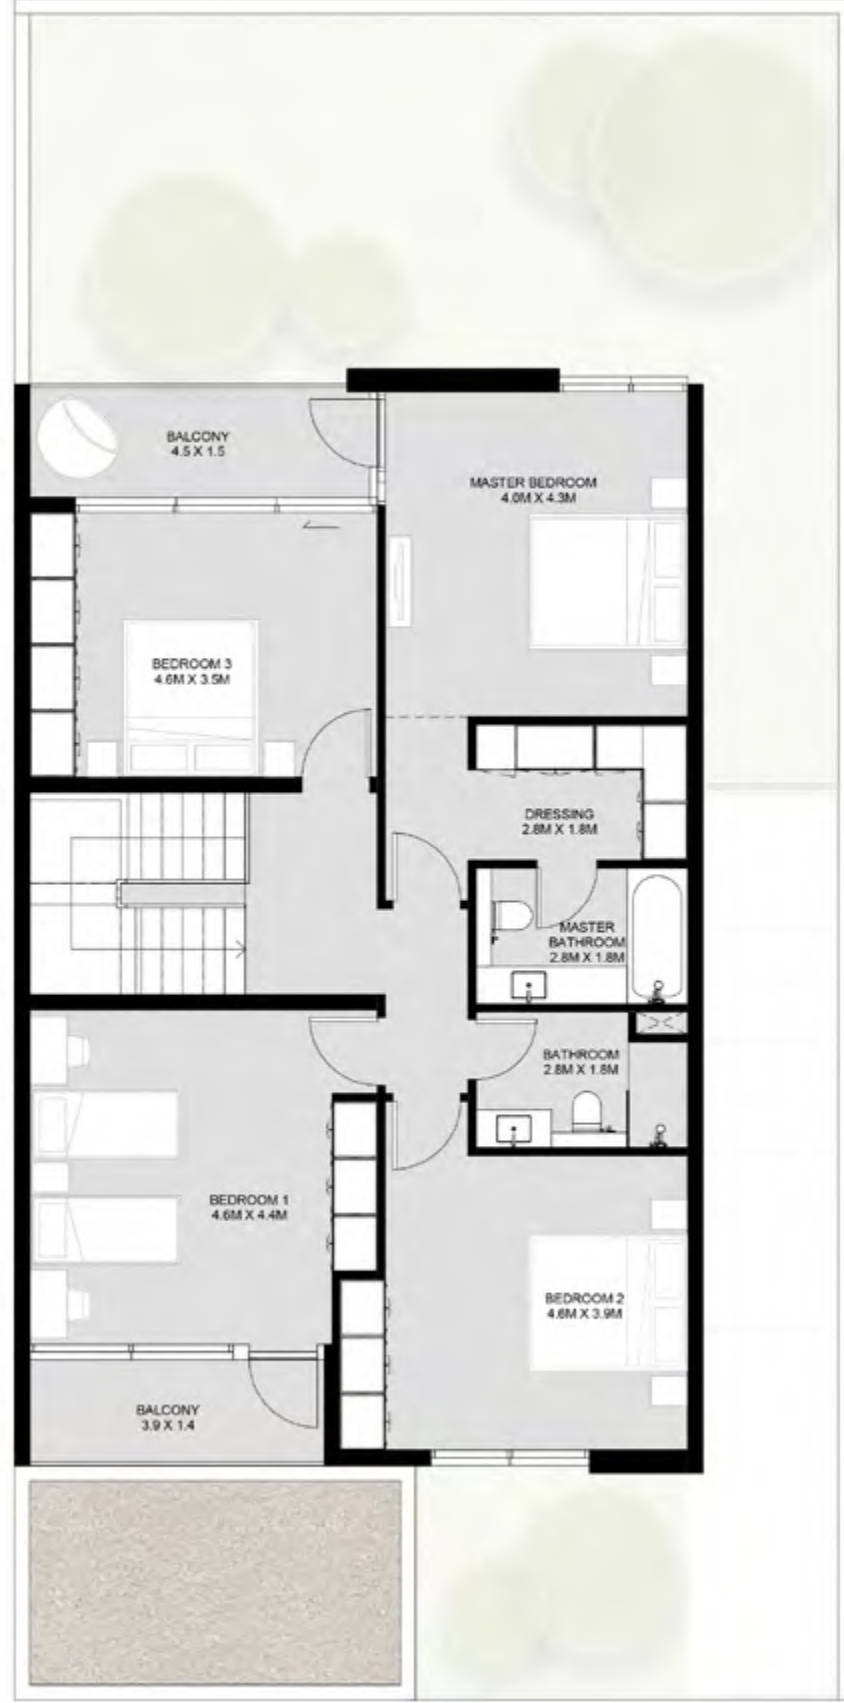 BALCONY
4.5 X 1.5
MASTER BEDROOM
4.0M X 4.3M
BEDROOM 3
4.6M X 3.5M
DRESSING
2.8M X 1.8M
MASTER
BATHROOM
2.8M X 1.8M
BATHROOM
2.8M X 1.8M
BEDROOM 1
4.6M X 4.4M
BEDROOM 2
4.6M X 3.9M
BALCONY
3.9 X 1.4